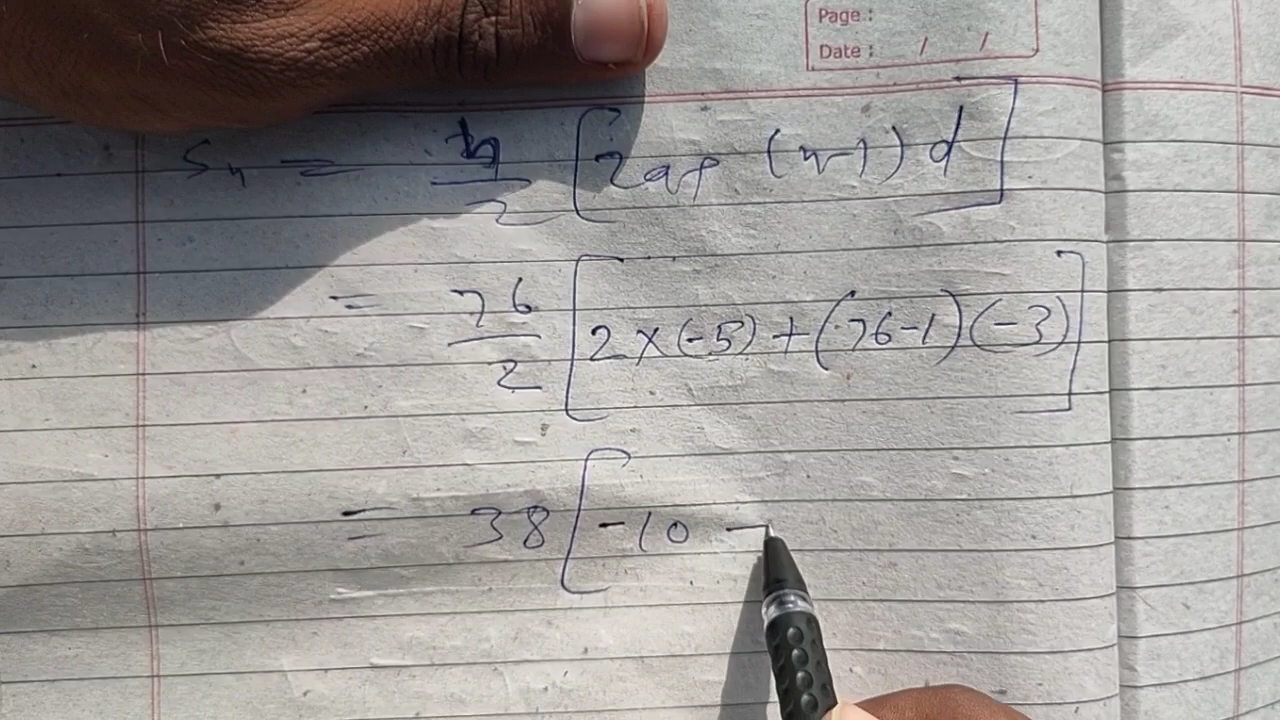 Page :
Date : / /
Sn = n/2 [2a+ (n-1) d]
= 76/2 [2×(-5)+(76-1)(-3)]
= 38 [-10 -